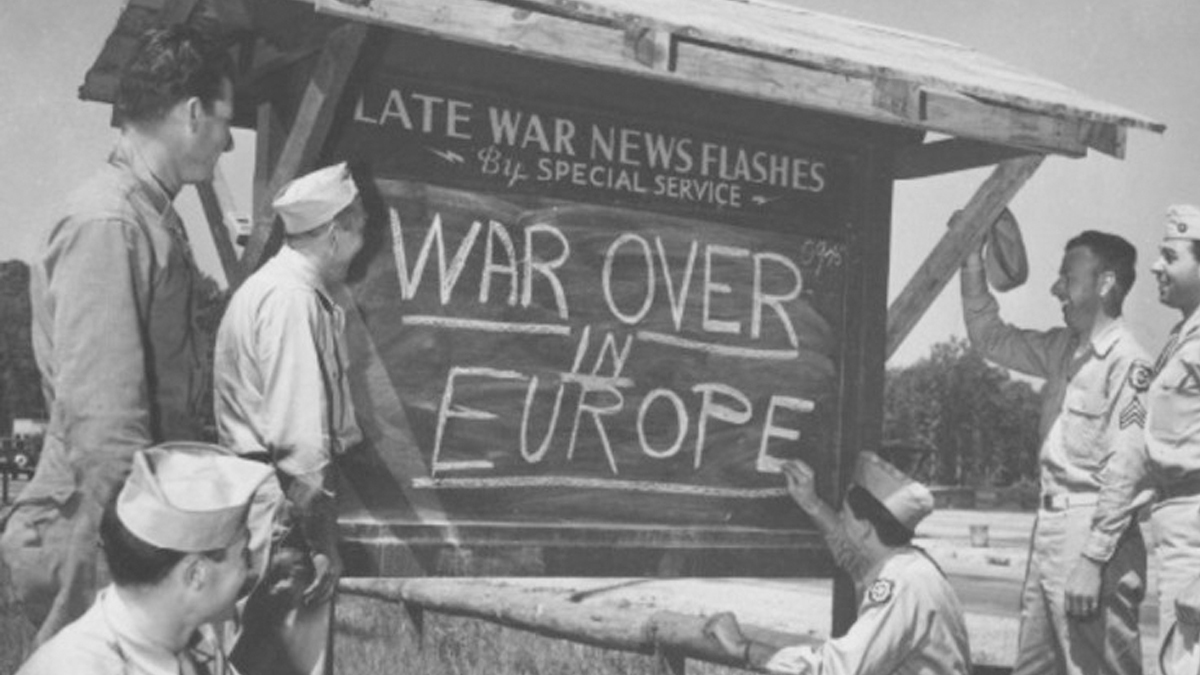 LATE WAR NEWS FLASHES
By SPECIAL SERVICE
WAR OVER
IN
EUROPE